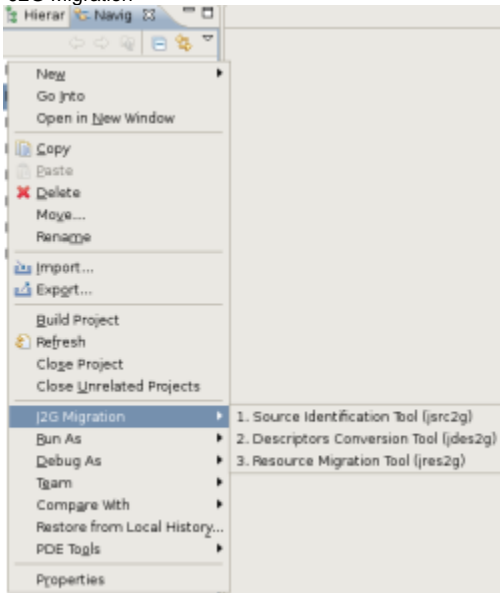 J2G Migration
Hierar Navig
New
Go Into
Open in New Window
Copy
Paste
Delete
Move...
Rename
Import...
Export...
Build Project
Refresh
Close Project
Close Unrelated Projects
J2G Migration
1. Source Identification Tool (jsrc2g)
Run As
2. Descriptors Conversion Tool (jdes2g)
Debug As
3. Resource Migration Tool (jres2g)
Team
Compare With
Restore from Local History...
PDE Tools
Properties